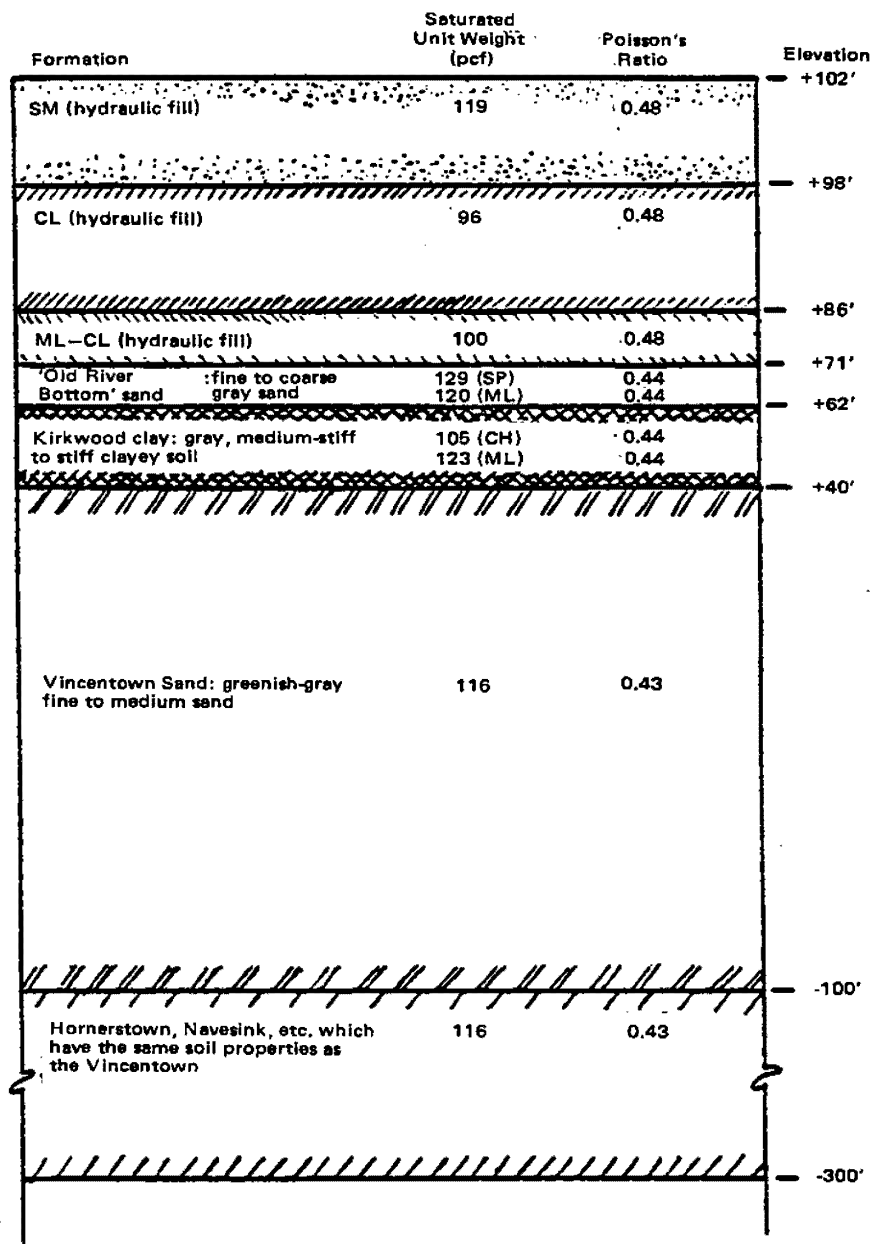 Formation Saturated Unit Weight (pcf) Poisson's Ratio Elevation
+102'
SM (hydraulic fill) 119 0.48
+98'
CL (hydraulic fill) 96 0.48
+86'
ML-CL (hydraulic fill) 100 0.48
+71'
'Old River :fine to coarse 129 (SP) 0.44
Bottom' sand gray sand 120 (ML) 0.44
+62'
Kirkwood clay: gray, medium-stiff 105 (CH) 0.44
to stiff clayey soil 123 (ML) 0.44
+40'
Vincentown Sand: greenish-gray 116 0.43
fine to medium sand
-100'
Hornerstown, Navesink, etc. which 116 0.43
have the same soil properties as
the Vincentown
-300'